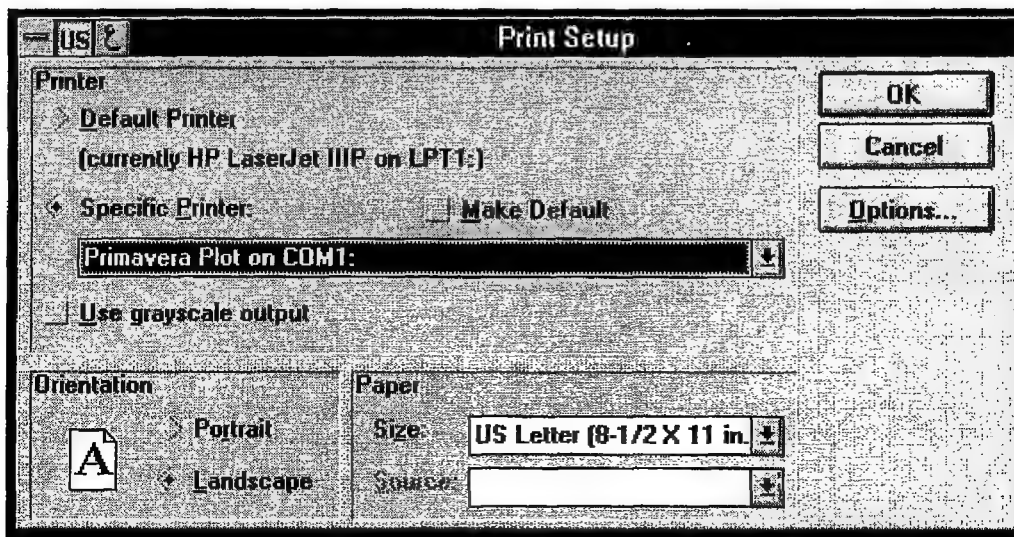 US Print Setup
Printer
Default Printer
(currently HP LaserJet IIIP on LPT1:)
Specific Printer:
Make Default
Primavera Plot on COM1:
Use grayscale output
OK
Cancel
Options...
Orientation
A
Portrait
Landscape
Paper
Size:
US Letter (8-1/2 X 11 in.
Source: